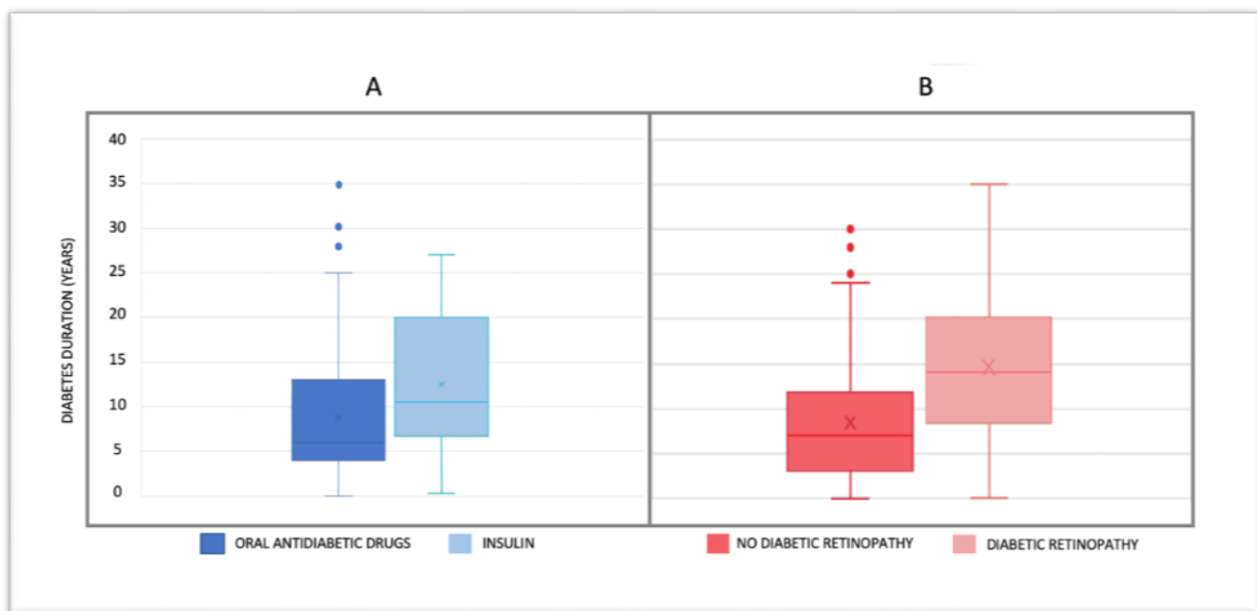 A
B
40
35
30
25
20
15
10
5
0
DIABETES DURATION (YEARS)
ORAL ANTIDIABETIC DRUGS
INSULIN
NO DIABETIC RETINOPATHY
DIABETIC RETINOPATHY